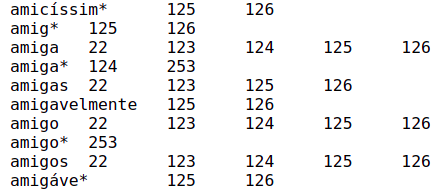 amicíssim* 125 126
amig* 125 126
amiga 22 123 124 125 126
amiga* 124 253
amigas 22 123 125 126
amigavelmente 125 126
amigo 22 123 124 125 126
amigo* 253
amigos 22 123 124 125 126
amigáve* 125 126